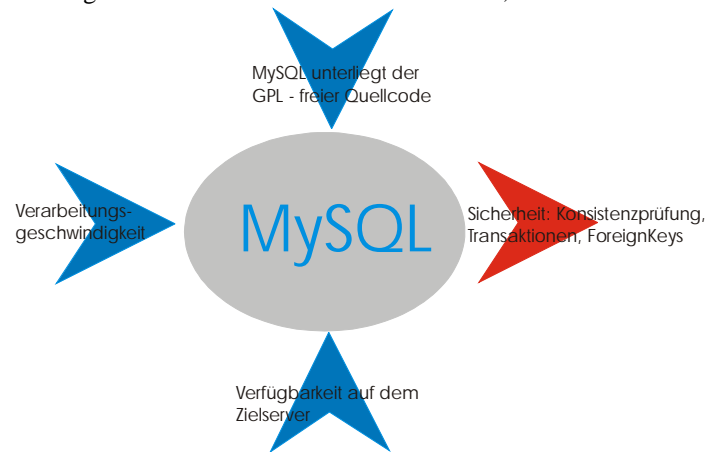 MySQL unterliegt der
GPL - freier Quellcode
Verarbeitungs-
geschwindigkeit
MySQL
Sicherheit: Konsistenzprüfung,
Transaktionen, ForeignKeys
Verfügbarkeit auf dem
Zielserver